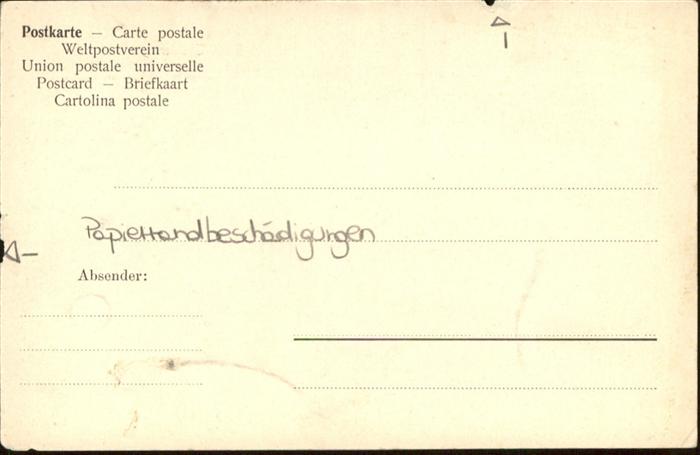 Postkarte – Carte postale
Weltpostverein
Union postale universelle
Postcard – Briefkaart
Cartolina postale
Papierrandbeschädigungen
Absender: